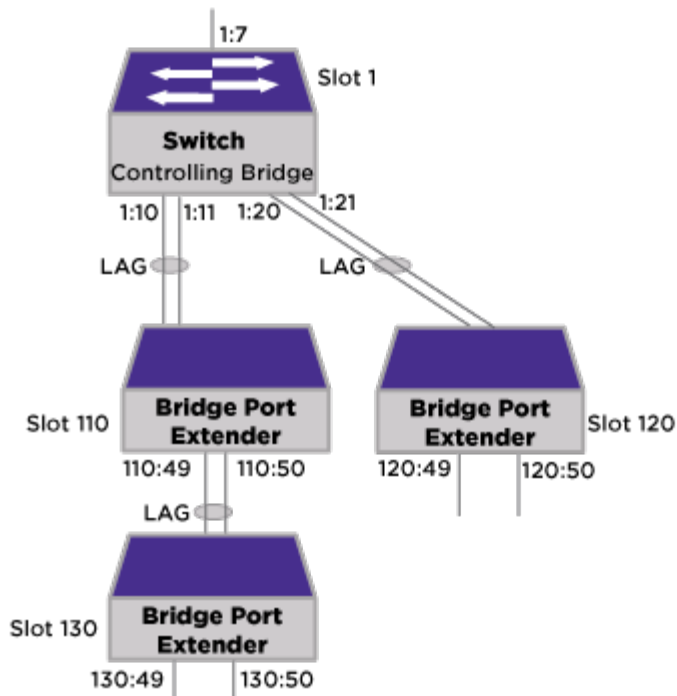 1:7
Slot 1
Switch
Controlling Bridge
1:10
1:11
1:20
1:21
LAG
LAG
Slot 110
Bridge Port
Extender
Bridge Port
Extender
Slot 120
110:49
110:50
120:49
120:50
LAG
Slot 130
Bridge Port
Extender
130:49
130:50